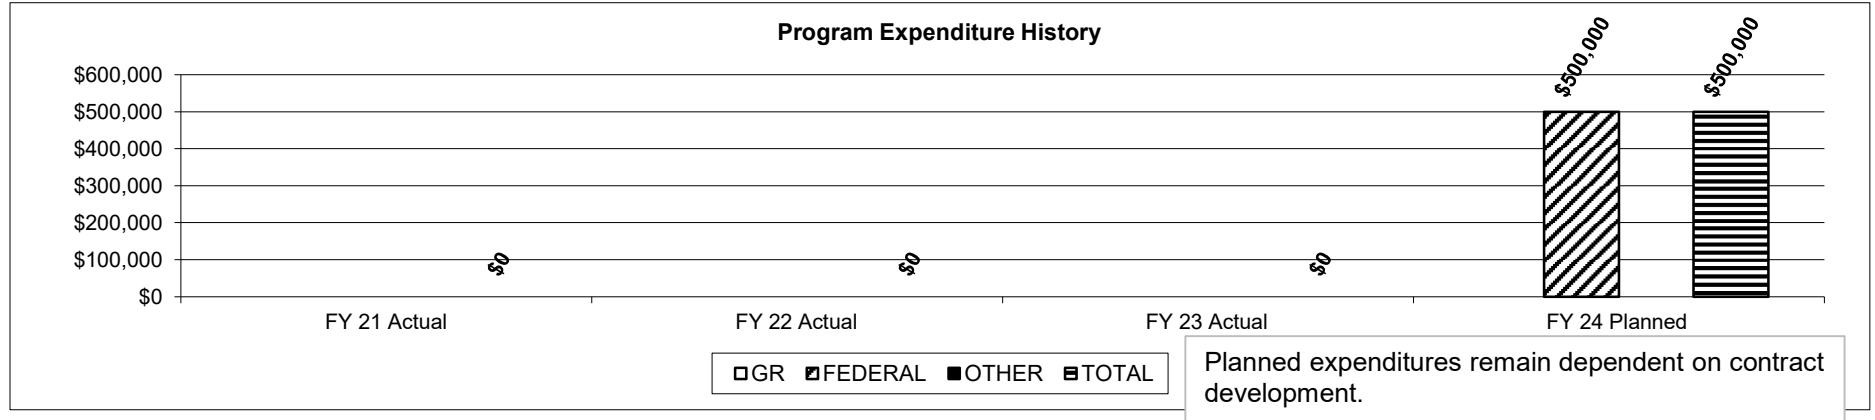 Program Expenditure History
$600,000
$500,000
$400,000
$300,000
$200,000
$100,000
$0
$0
$0
$0
$500,000
$500,000
FY 21 Actual
FY 22 Actual
FY 23 Actual
FY 24 Planned
GR FEDERAL OTHER TOTAL
Planned expenditures remain dependent on contract
development.